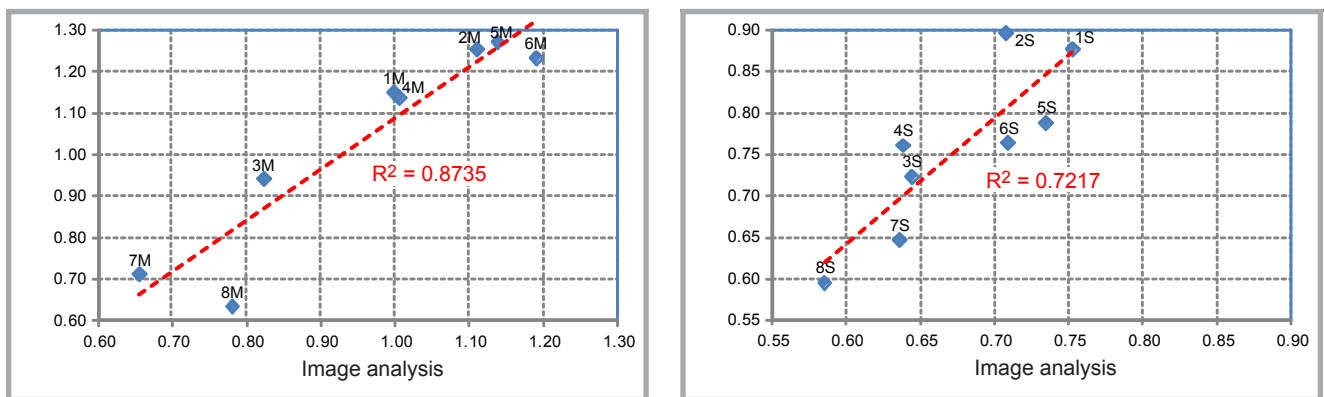 1.30
1.20
1.10
1.00
0.90
0.80
0.70
0.60
0.60 0.70 0.80 0.90 1.00 1.10 1.20 1.30
2M 5M
6M
1M
4M
3M
R² = 0.8735
7M
8M
Image analysis
0.90
0.85
0.80
0.75
0.70
0.65
0.60
0.55
0.55 0.60 0.65 0.70 0.75 0.80 0.85 0.90
2S 1S
5S
4S 6S
3S
R² = 0.7217
7S
8S
Image analysis